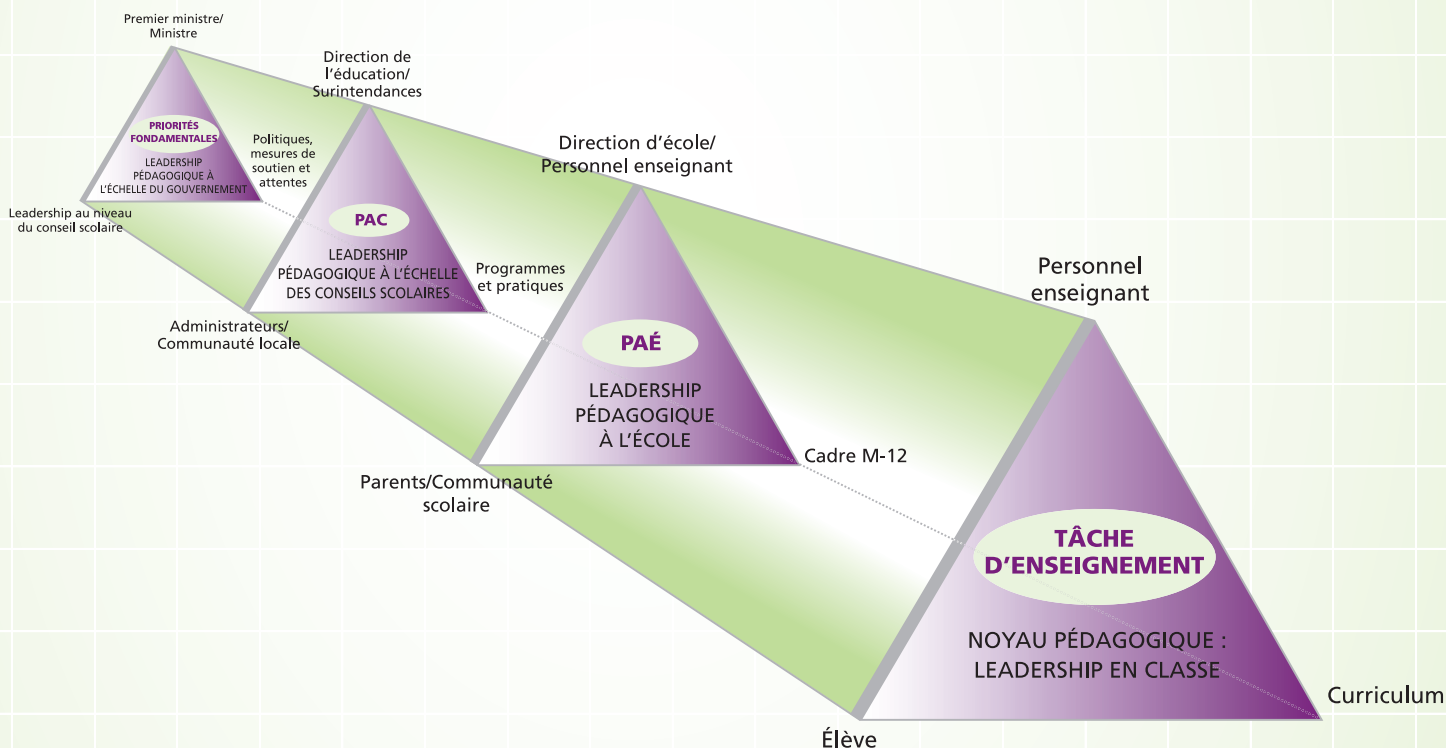 Premier ministre/
Ministre
PRIORITÉS
FONDAMENTALES
LEADERSHIP
PÉDAGOGIQUE À
L'ÉCHELLE DU GOUVERNEMENT
Leadership au niveau
du conseil scolaire
Politiques,
mesures de
soutien et
attentes
Direction de
l'éducation/
Surintendances
PAC
LEADERSHIP
PÉDAGOGIQUE À L'ÉCHELLE
DES CONSEILS SCOLAIRES
Administrateurs/
Communauté locale
Programmes
et pratiques
Direction d'école/
Personnel enseignant
PAÉ
LEADERSHIP
PÉDAGOGIQUE
À L'ÉCOLE
Parents/Communauté
scolaire
Cadre M-12
Personnel
enseignant
TÂCHE
D'ENSEIGNEMENT
NOYAU PÉDAGOGIQUE :
LEADERSHIP EN CLASSE
Élève
Curriculum